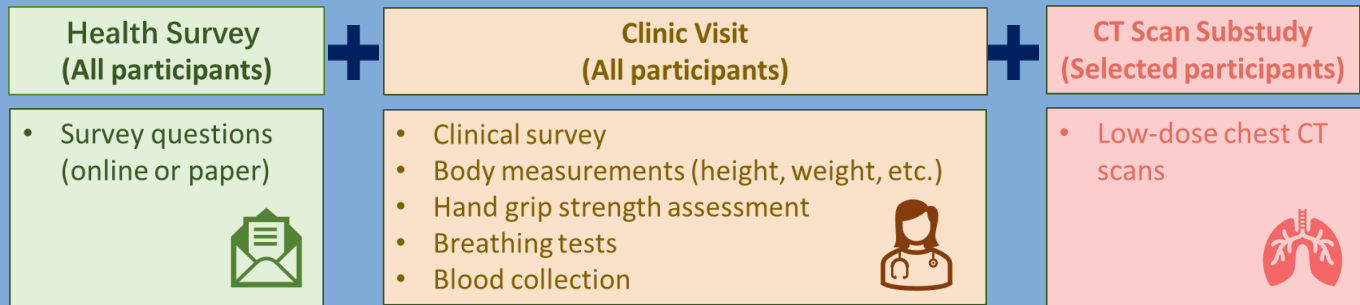 Health Survey
(All participants)
• Survey questions
(online or paper)
Clinic Visit
(All participants)
• Clinical survey
• Body measurements (height, weight, etc.)
• Hand grip strength assessment
• Breathing tests
• Blood collection
CT Scan Substudy
(Selected participants)
• Low-dose chest CT
scans